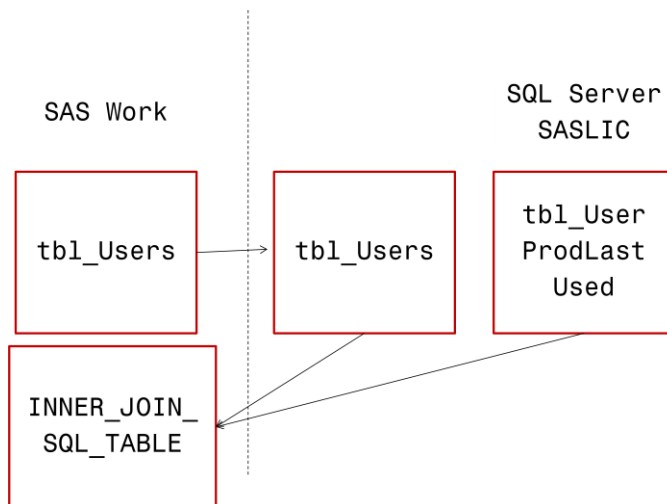 SAS Work
SQL Server
SASLIC
tbl_Users
tbl_Users
tbl_User
ProdLast
Used
INNER_JOIN_
SQL_TABLE